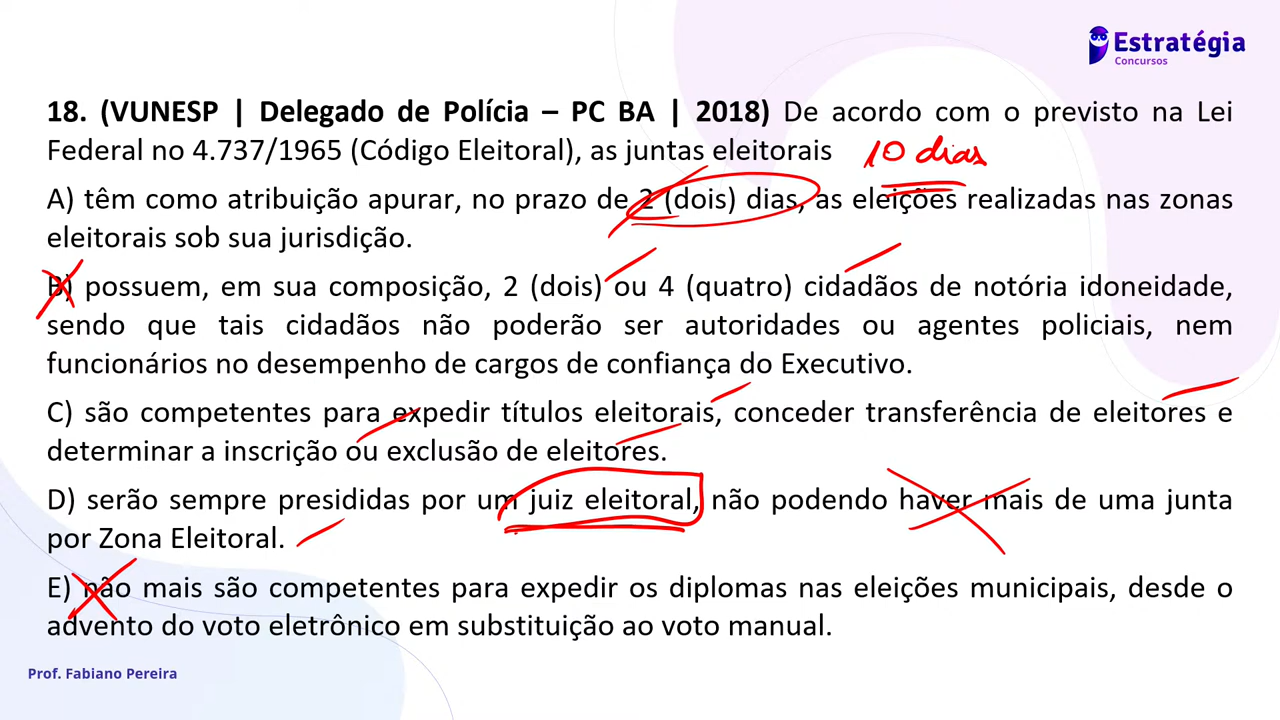 Estratégia
Concursos
18. (VUNESP | Delegado de Polícia – PC BA | 2018) De acordo com o previsto na Lei
Federal no 4.737/1965 (Código Eleitoral), as juntas eleitorais 10 dias
A) têm como atribuição apurar, no prazo de 2 (dois) dias, as eleições realizadas nas zonas
eleitorais sob sua jurisdição.
B) possuem, em sua composição, 2 (dois) ou 4 (quatro) cidadãos de notória idoneidade,
sendo que tais cidadãos não poderão ser autoridades ou agentes policiais, nem
funcionários no desempenho de cargos de confiança do Executivo.
C) são competentes para expedir títulos eleitorais, conceder transferência de eleitores e
determinar a inscrição ou exclusão de eleitores.
D) serão sempre presididas por um juiz eleitoral, não podendo haver mais de uma junta
por Zona Eleitoral.
E) não mais são competentes para expedir os diplomas nas eleições municipais, desde o
advento do voto eletrônico em substituição ao voto manual.
Prof. Fabiano Pereira